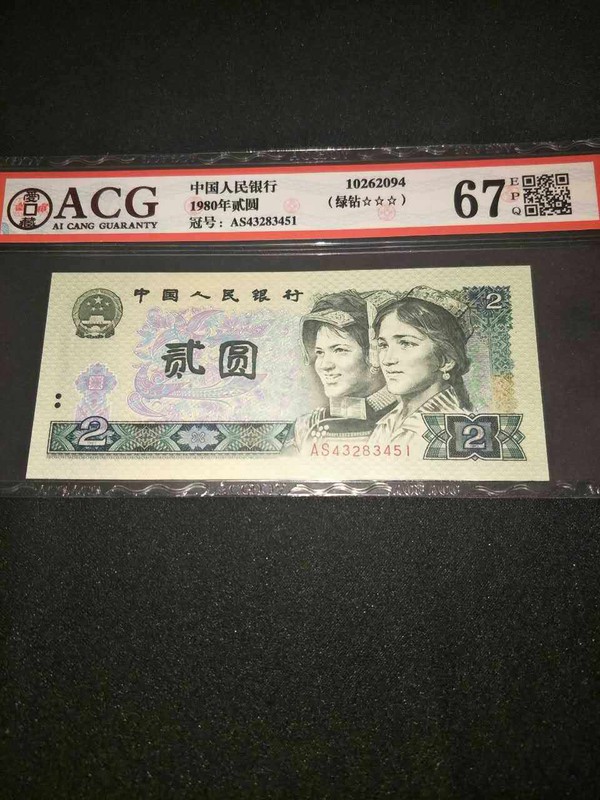 ACG
AI CANG GUARANTY
中国人民银行
1980年贰圆
冠号：AS43283451
10262094
（绿钻☆☆☆）
67
E
P
Q
中国人民银行
贰圆
2
2
2
AS43283451